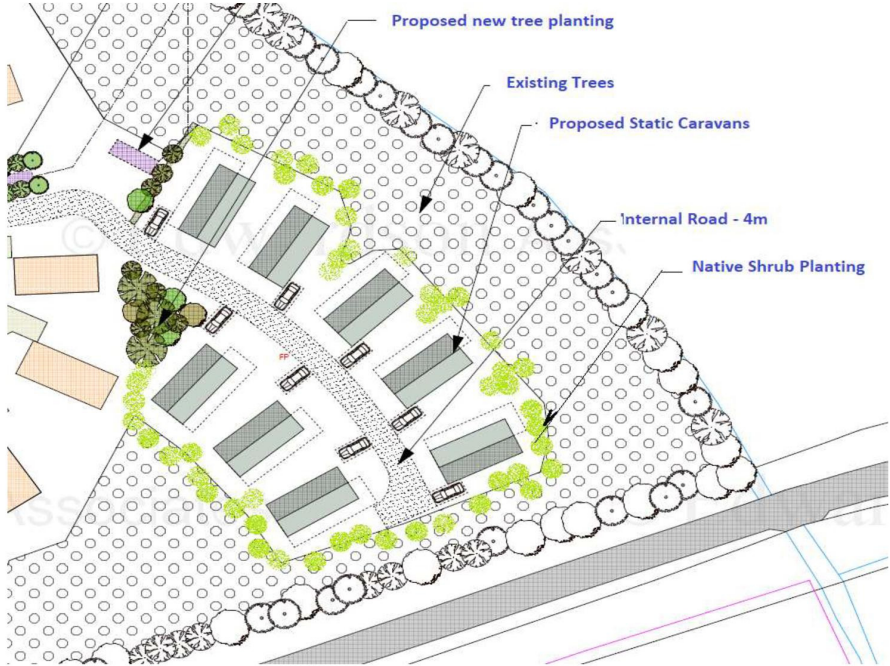 Proposed new tree planting
Existing Trees
Proposed Static Caravans
Internal Road - 4m
Native Shrub Planting
FP